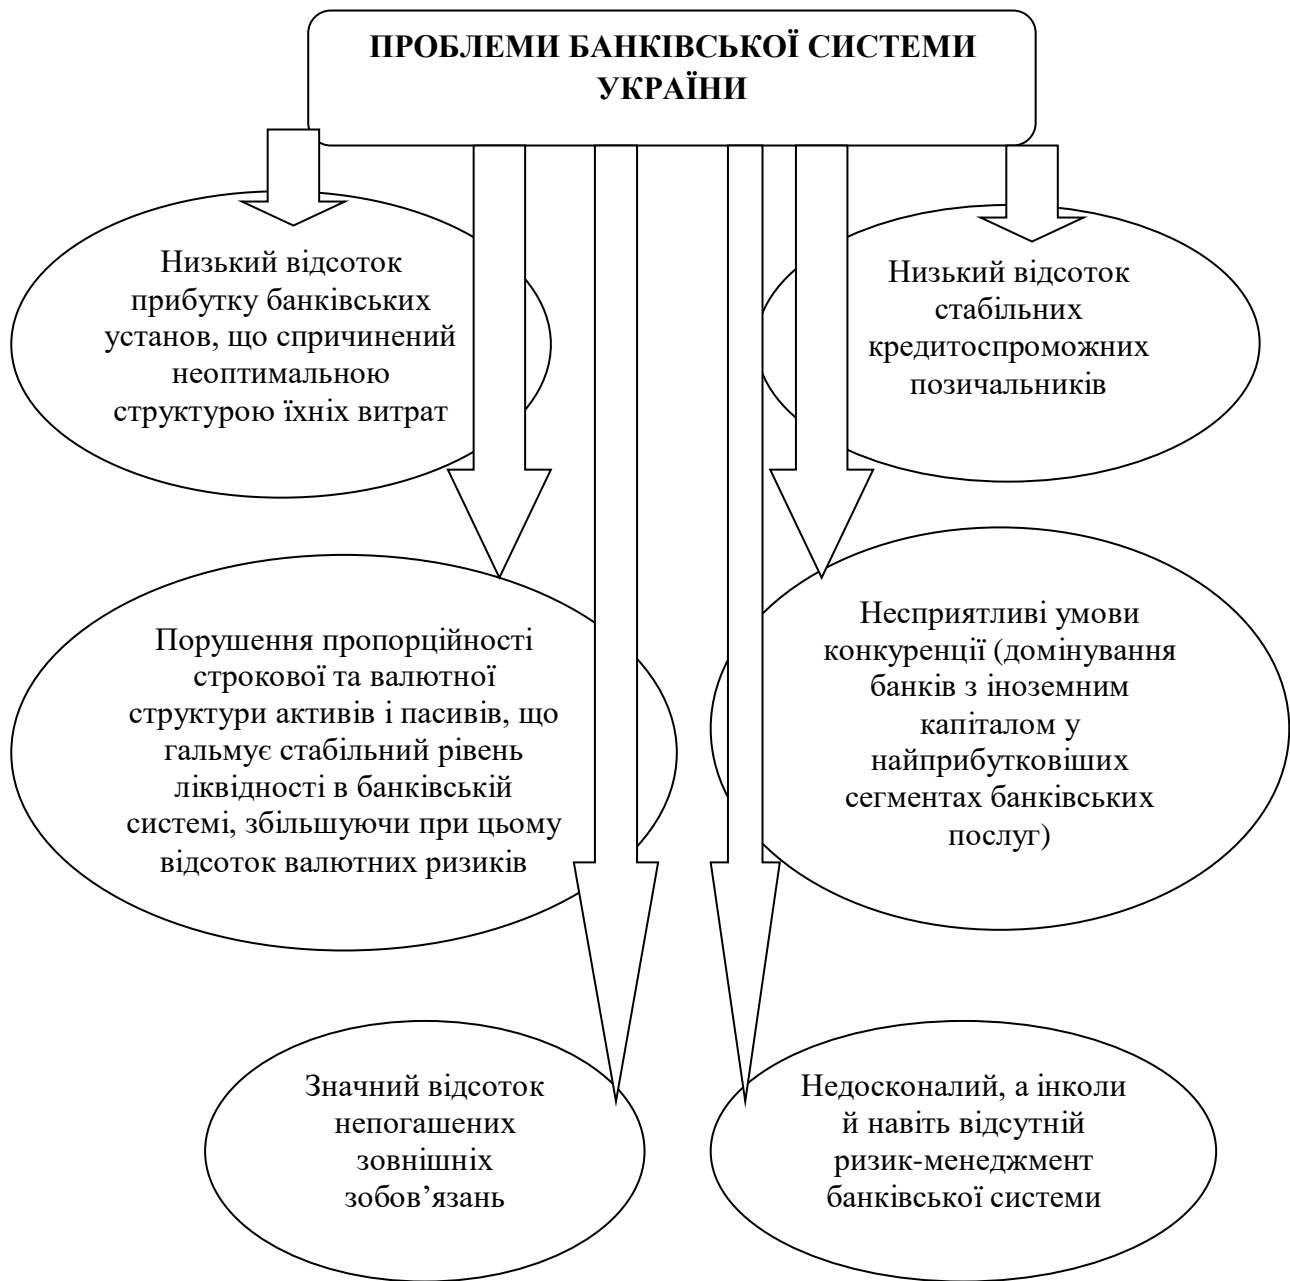 ПРОБЛЕМИ БАНКІВСЬКОЇ СИСТЕМИ
УКРАЇНИ
Низький відсоток
прибутку банківських
установ, що спричинений
неоптимальною
структурою їхніх витрат
Низький відсоток
стабільних
кредитоспроможних
позичальників
Порушення пропорційності
строкової та валютної
структури активів і пасивів, що
гальмує стабільний рівень
ліквідності в банківській
системі, збільшуючи при цьому
відсоток валютних ризиків
Несприятливі умови
конкуренції (домінування
банків з іноземним
капіталом у
найприбутковіших
сегментах банківських
послуг)
Значний відсоток
непогашених
зовнішніх
зобов’язань
Недосконалий, а інколи
й навіть відсутній
ризик-менеджмент
банківської системи